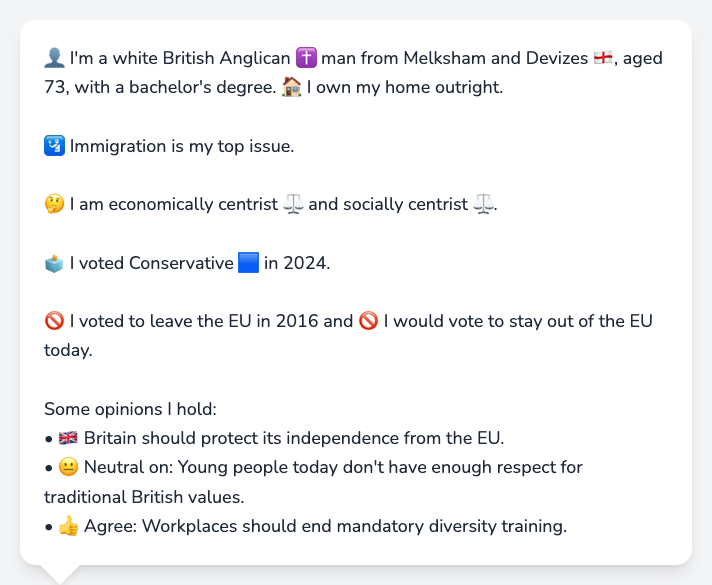 👤 I'm a white British Anglican ✝️ man from Melksham and Devizes 🏴󠁧󠁢󠁥󠁮󠁧󠁿, aged
73, with a bachelor's degree. 🏠 I own my home outright.
🛂 Immigration is my top issue.
🤔 I am economically centrist ⚖️ and socially centrist ⚖️.
🗳️ I voted Conservative 🟦 in 2024.
🚫 I voted to leave the EU in 2016 and 🚫 I would vote to stay out of the EU
today.
Some opinions I hold:
• 🇬🇧 Britain should protect its independence from the EU.
• 😐 Neutral on: Young people today don't have enough respect for
traditional British values.
• 👍 Agree: Workplaces should end mandatory diversity training.